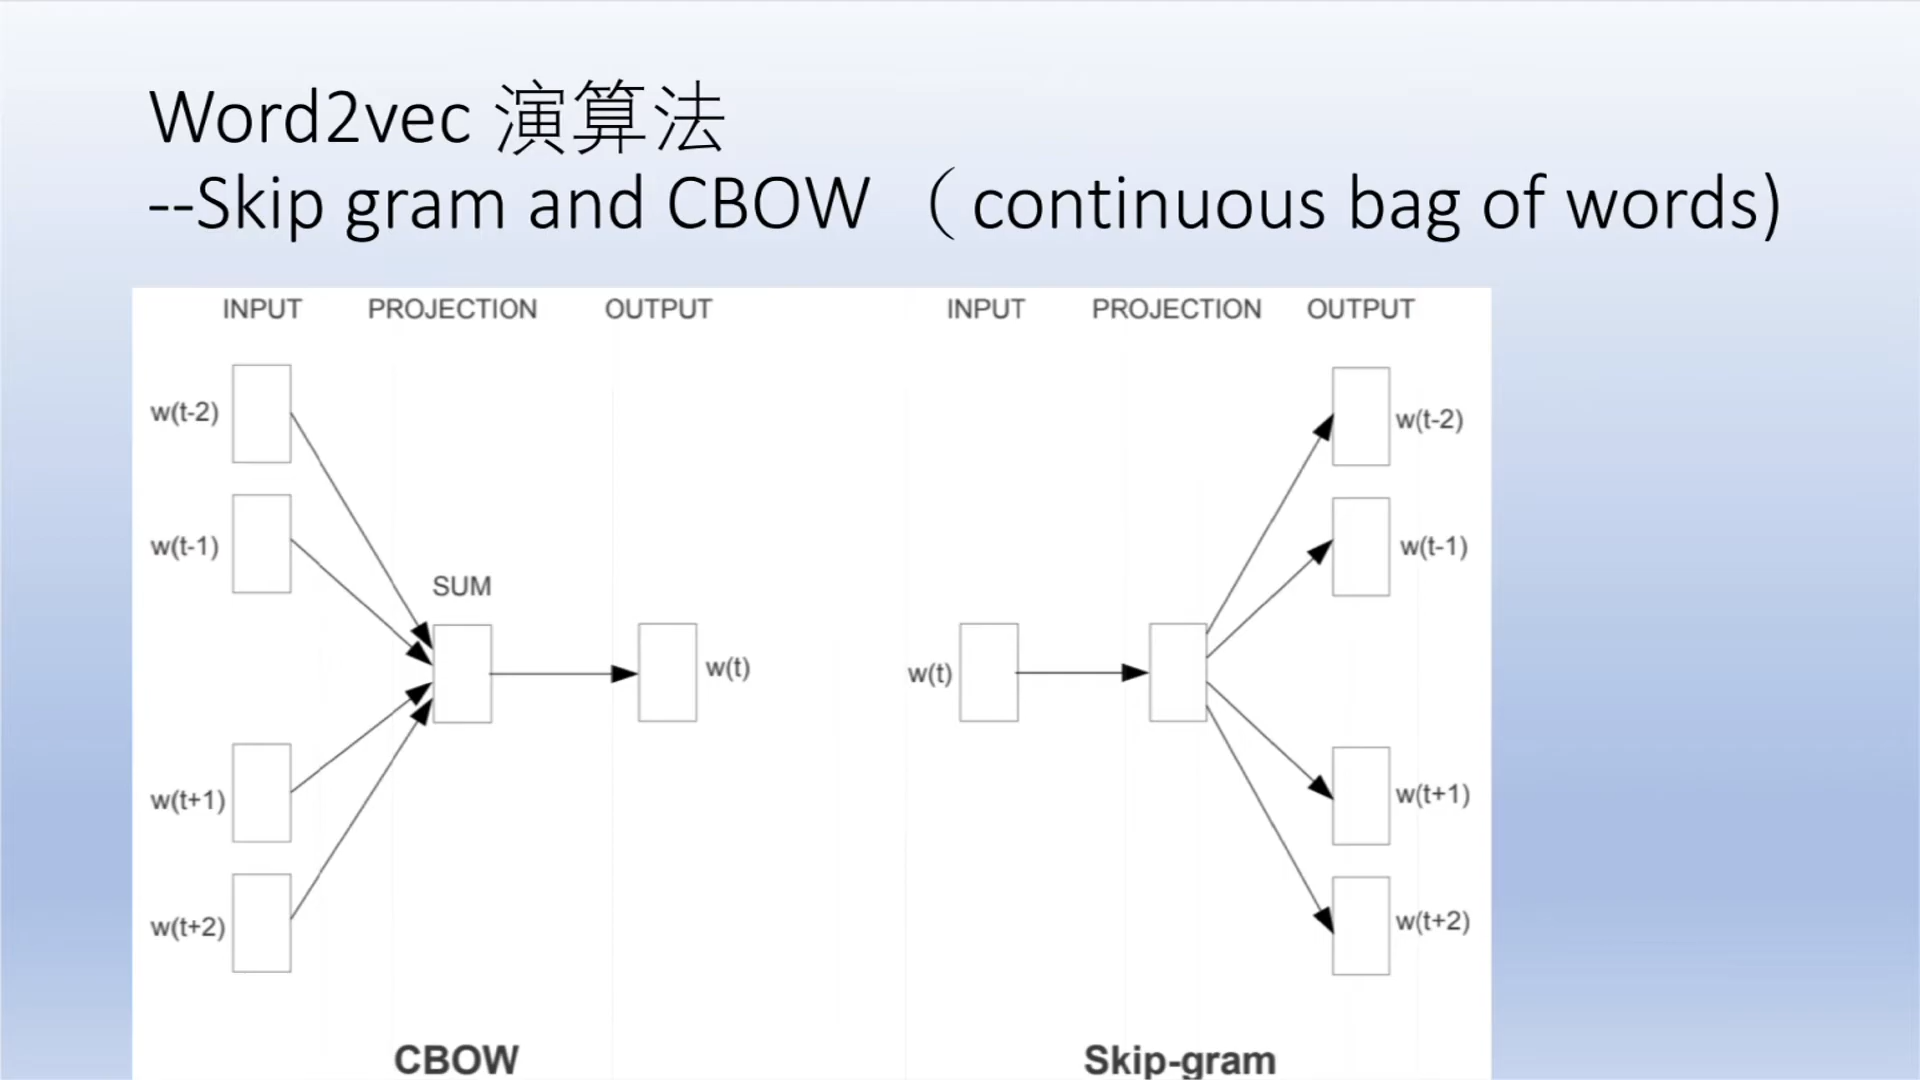 Word2vec 演算法
--Skip gram and CBOW （continuous bag of words)
INPUT PROJECTION OUTPUT
w(t-2)
w(t-1)
SUM
w(t)
w(t+1)
w(t+2)
CBOW
INPUT PROJECTION OUTPUT
w(t-2)
w(t-1)
w(t)
w(t+1)
w(t+2)
Skip-gram